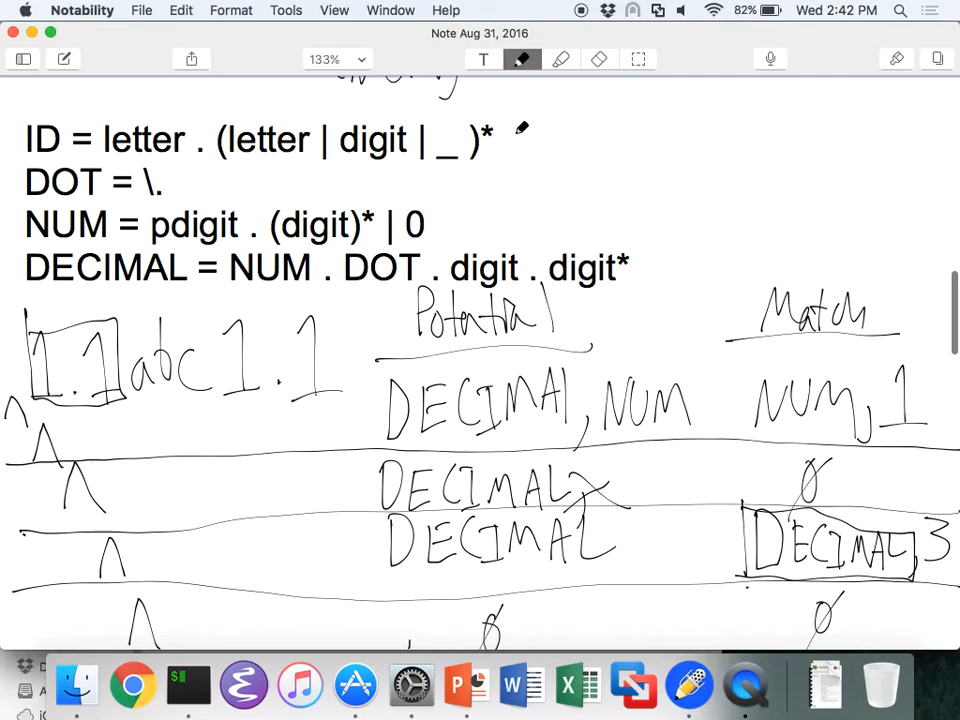 Notability File Edit Format Tools View Window Help 82% Wed 2:42 PM
Note Aug 31, 2016
133% T
ID = letter . (letter | digit | _ )*
DOT = \.
NUM = pdigit . (digit)* | 0
DECIMAL = NUM . DOT . digit . digit*
Potential Match
1.1abc1.1 DECIMAL, NUM NUM, 1
DECIMAL Ø
DECIMAL DECIMAL, 3
Ø Ø